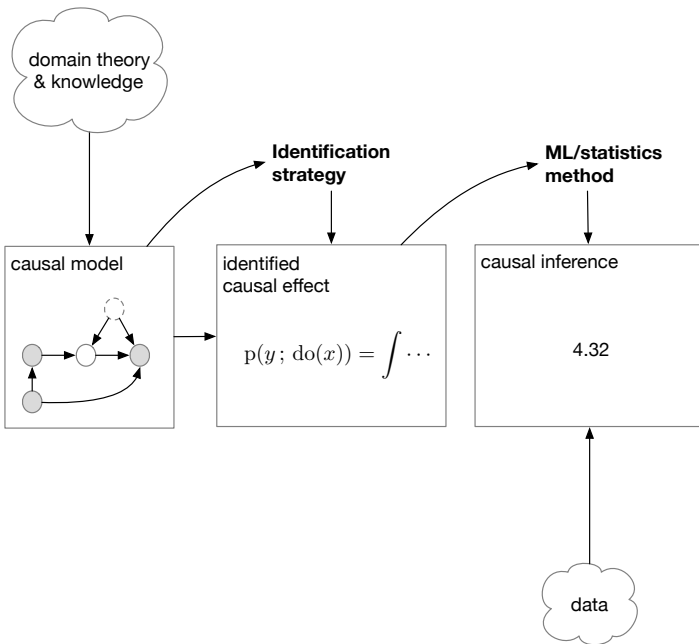 domain theory
& knowledge
Identification
strategy
ML/statistics
method
causal model
identified
causal effect
p(y ; do(x)) = ∫ ⋯
causal inference
4.32
data